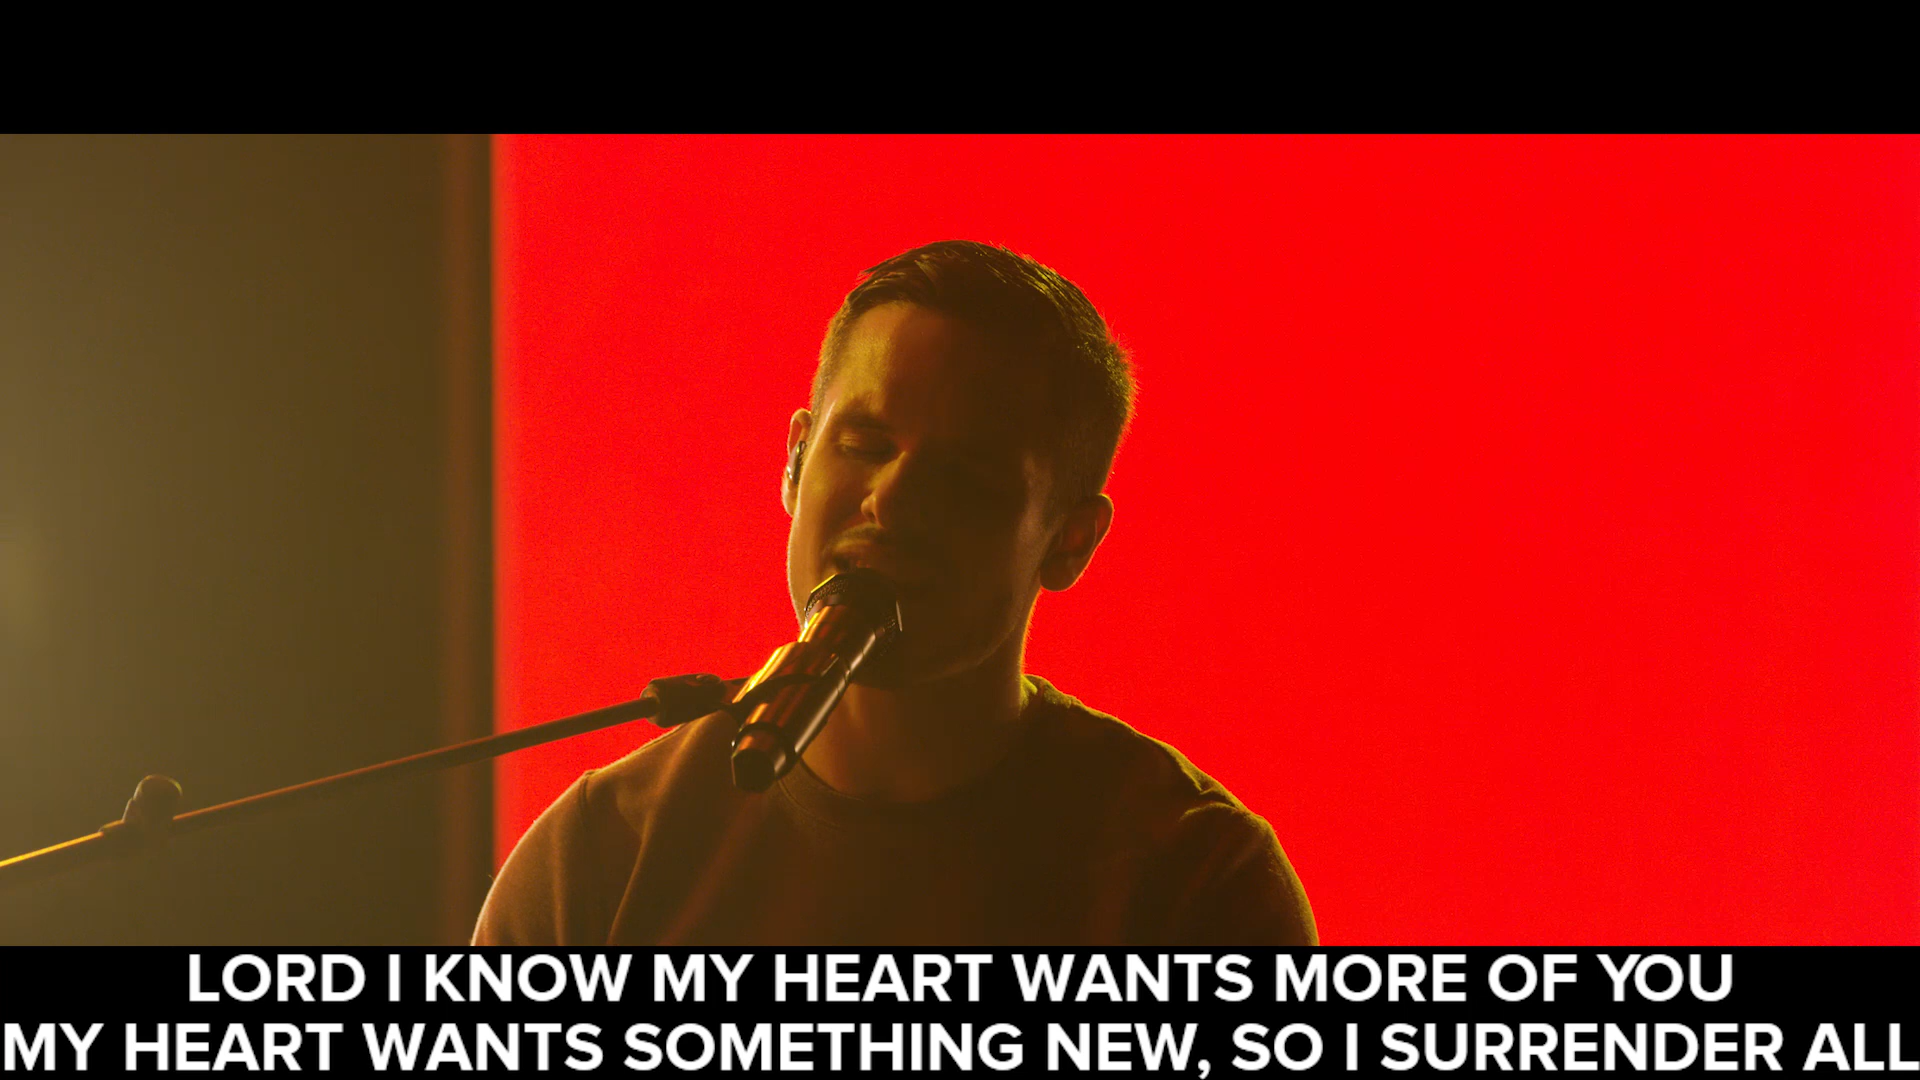 LORD I KNOW MY HEART WANTS MORE OF YOU
MY HEART WANTS SOMETHING NEW, SO I SURRENDER ALL